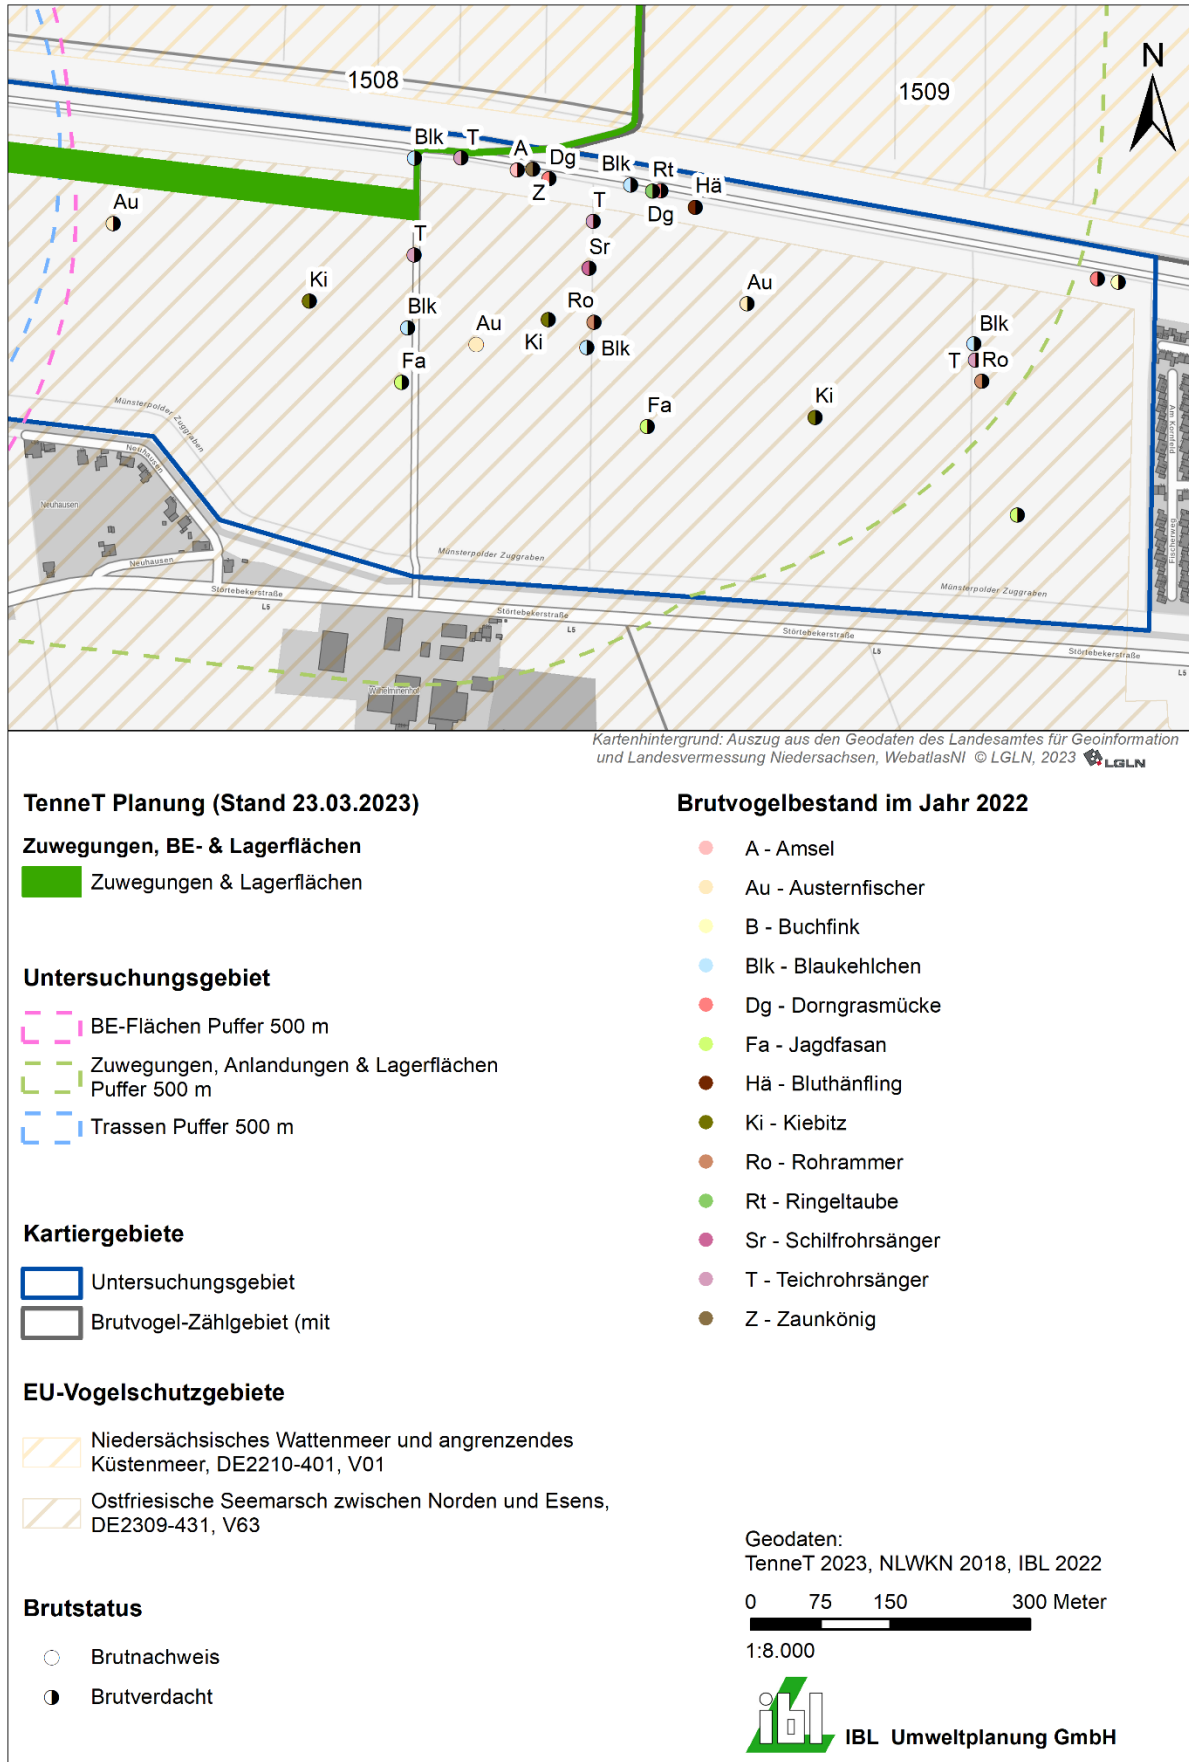 1508
1509
N
Blk
T
A
Dg
Z
Blk
Rt
Dg
Hä
Au
T
T
Sr
Ki
Au
Ro
Blk
Au
Ki
Blk
Blk
T
Ro
Fa
Ki
Fa
Münsterpolder Zuggraben
Neuhausen
Neuhausen
Am Kornfeld
Fischerweg
Neuhausen
Münsterpolder Zuggraben
Münsterpolder Zuggraben
Störtebekerstraße
L5
Störtebekerstraße
L5
Störtebekerstraße
L5
Störtebekerstraße
L5
Wilhelminenhof
Kartenhintergrund: Auszug aus den Geodaten des Landesamtes für Geoinformation
und Landesvermessung Niedersachsen, WebatlasNI © LGLN, 2023 LGLN
TenneT Planung (Stand 23.03.2023)
Zuwegungen, BE- & Lagerflächen
Zuwegungen & Lagerflächen
Untersuchungsgebiet
BE-Flächen Puffer 500 m
Zuwegungen, Anlandungen & Lagerflächen
Puffer 500 m
Trassen Puffer 500 m
Kartiergebiete
Untersuchungsgebiet
Brutvogel-Zählgebiet (mit
EU-Vogelschutzgebiete
Niedersächsisches Wattenmeer und angrenzendes
Küstenmeer, DE2210-401, V01
Ostfriesische Seemarsch zwischen Norden und Esens,
DE2309-431, V63
Brutstatus
Brutnachweis
Brutverdacht
Brutvogelbestand im Jahr 2022
A - Amsel
Au - Austernfischer
B - Buchfink
Blk - Blaukehlchen
Dg - Dorngrasmücke
Fa - Jagdfasan
Hä - Bluthänfling
Ki - Kiebitz
Ro - Rohrammer
Rt - Ringeltaube
Sr - Schilfrohrsänger
T - Teichrohrsänger
Z - Zaunkönig
Geodaten:
TenneT 2023, NLWKN 2018, IBL 2022
0 75 150 300 Meter
1:8.000
ibl IBL Umweltplanung GmbH